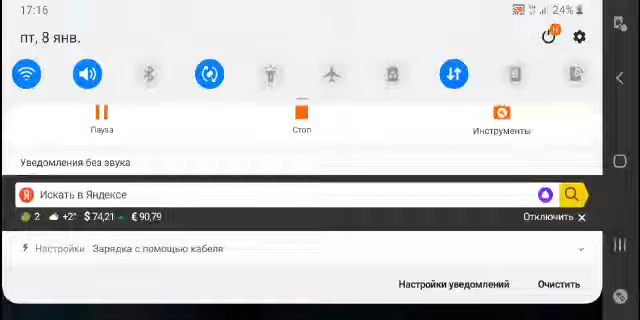 17:16
24%
пт, 8 янв.
Пауза
Стоп
Инструменты
Уведомления без звука
Я Искать в Яндексе
2 +2° $ 74,21 € 90,79 Отключить
Настройки Зарядка с помощью кабеля
Настройки уведомлений Очистить